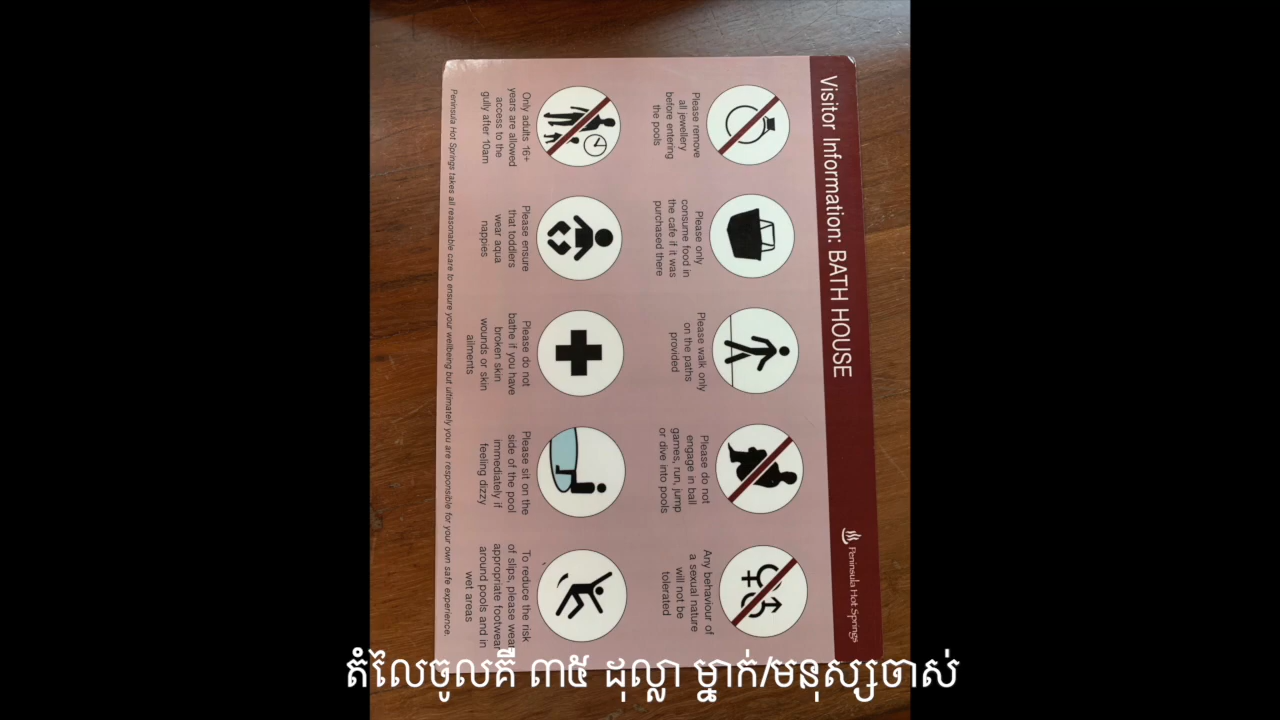 Visitor Information: BATH HOUSE
Peninsula Hot Springs
Please remove
all jewellery
before entering
the pools
Please only
consume food in
the cafe if it was
purchased there
Please walk only
on the paths
provided
Please do not
engage in ball
games, run, jump
or dive into pools
Any behaviour of
a sexual nature
will not be
tolerated
Only adults 16+
years are allowed
access to the
gully after 10am
Please ensure
that toddlers
wear aqua
nappies
Please do not
bathe if you have
broken skin
wounds or skin
ailments
Please sit on the
side of the pool
immediately if
feeling dizzy
To reduce the risk
of slips, please wear
appropriate footwear
around pools and in
wet areas
Peninsula Hot Springs takes all reasonable care to ensure your wellbeing but ultimately you are responsible for your own safe experience.
តំលៃចូលគឺ ៣៥ ដុល្លា ម្នាក់/មនុស្សចាស់